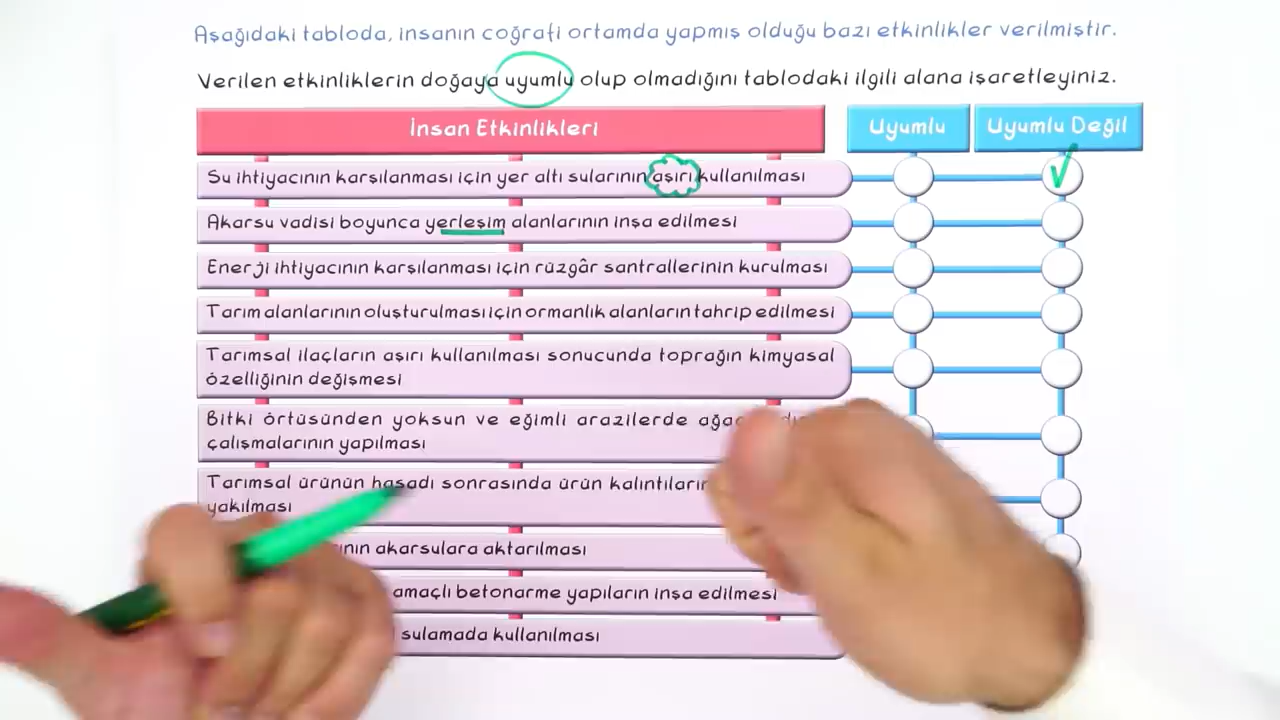 Aşağıdaki tabloda, insanın coğrafi ortamda yapmış olduğu bazı etkinlikler verilmiştir.
Verilen etkinliklerin doğaya uyumlu olup olmadığını tablodaki ilgili alana işaretleyiniz.
İnsan Etkinlikleri
Uyumlu
Uyumlu Değil
Su ihtiyacının karşılanması için yer altı sularının aşırı kullanılması
Akarsu vadisi boyunca yerleşim alanlarının inşa edilmesi
Enerji ihtiyacının karşılanması için rüzgâr santrallerinin kurulması
Tarım alanlarının oluşturulması için ormanlık alanların tahrip edilmesi
Tarımsal ilaçların aşırı kullanılması sonucunda toprağın kimyasal
özelliğinin değişmesi
Bitki örtüsünden yoksun ve eğimli arazilerde
çalışmalarının yapılması
Tarımsal ürünün hasadı sonrasında ürün
yakılması
akarsulara aktarılması
amaçlı betonarme yapıların inşa edilmesi
sulamada kullanılması